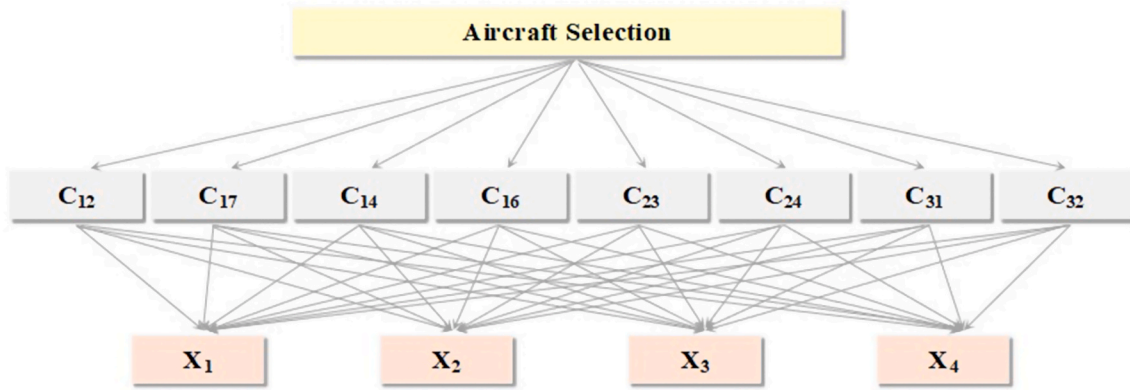 Aircraft Selection
C₁₂ C₁₇ C₁₄ C₁₆ C₂₃ C₂₄ C₃₁ C₃₂
X₁ X₂ X₃ X₄